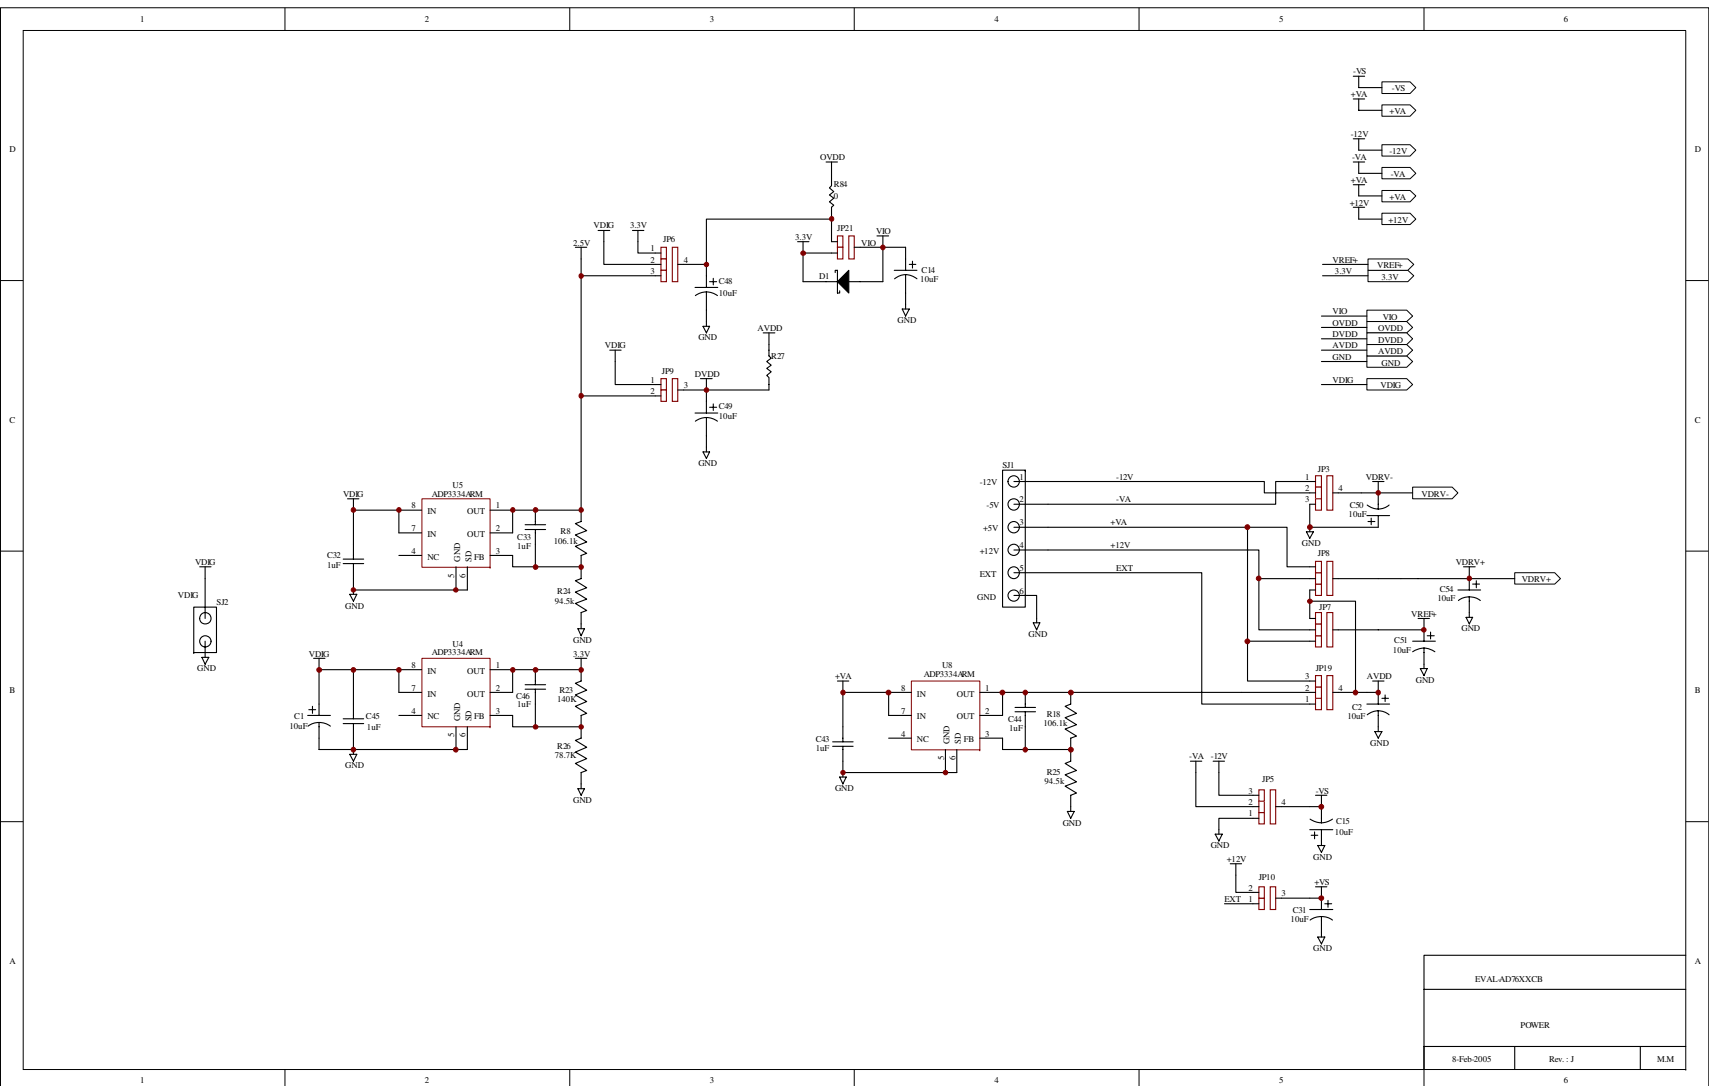 1 2 3 4 5 6
D
D
C
C
B
B
A
A
-VS
-VS
+VA
+VA
-12V
-12V
-VA
-VA
+VA
+VA
+12V
+12V
VREF+ VREF+
3.3V 3.3V
VIO VIO
OVDD OVDD
DVDD DVDD
AVDD AVDD
GND GND
VDIG VDIG
OVDD
R84
0
VDIG 3.3V
JP6
1
2
3
4
2.5V
C48
10uF
GND
3.3V
JP21
VIO
VIO
D1
C14
10uF
GND
VDIG
JP9
1
2
3
DVDD
AVDD
R27
C49
10uF
GND
U5
ADP3334ARM
VDIG
8 IN OUT 1
7 IN OUT 2
4 NC GND SD FB 3
5 6
C32
1uF
GND
C33
1uF
R8
106.1k
R24
94.5k
GND
VDIG
VDIG
SJ2
GND
U4
ADP3334ARM
VDIG
8 IN OUT 1
7 IN OUT 2
4 NC GND SD FB 3
5 6
C1
10uF
C45
1uF
GND
C46
1uF
3.3V
R23
140K
R26
78.7K
GND
U8
ADP3334ARM
+VA
8 IN OUT 1
7 IN OUT 2
4 NC GND SD FB 3
5 6
C43
1uF
GND
C44
1uF
R18
106.1k
R25
94.5k
GND
SJ1
-12V 1 -12V
-5V 2 -VA
+5V 3 +VA
+12V 4 +12V
EXT 5 EXT
GND 6
GND
JP3
1
2
3
4
VDRV-
VDRV-
C50
10uF
GND
JP8
VDRV+
VDRV+
C54
10uF
GND
JP7
VREF+
C51
10uF
GND
JP19
3
2
1
4
AVDD
C2
10uF
GND
-VA -12V
JP5
3
2
1
4
-VS
C15
10uF
GND
GND
+12V
JP10
2
EXT 1
3
+VS
C31
10uF
GND
EVAL-AD76XXCB
POWER
8-Feb-2005 Rev. : J M.M
1 2 3 4 5 6